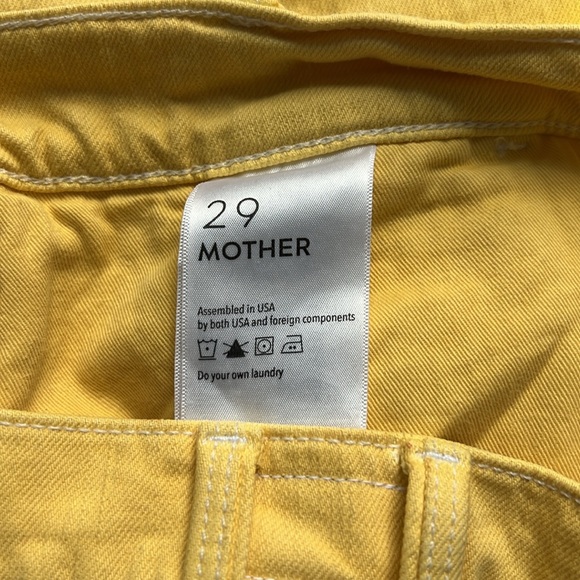 29
MOTHER
Assembled in USA
by both USA and foreign components
Do your own laundry